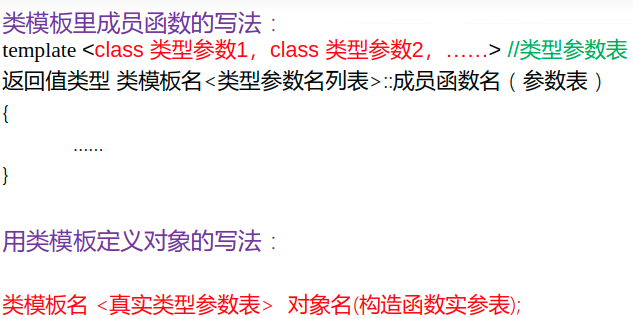 类模板里成员函数的写法：
template <class 类型参数1，class 类型参数2，……> //类型参数表
返回值类型 类模板名<类型参数名列表>::成员函数名（参数表）
{
......
}
用类模板定义对象的写法：
类模板名 <真实类型参数表> 对象名(构造函数实参表);